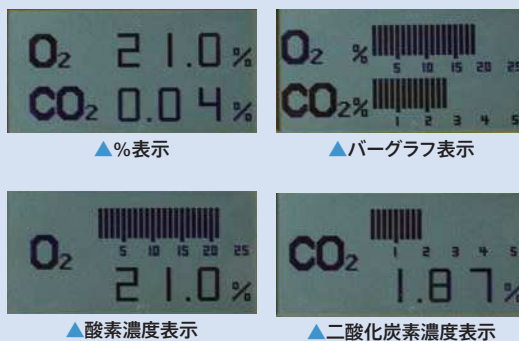 O₂ 21.0%
CO₂ 0.04%
▲%表示
O₂ %
5 10 15 20 25
CO₂%
1 2 3 4 5
▲バーグラフ表示
5 10 15 20 25
O₂
21.0%
▲酸素濃度表示
1 2 3 4 5
CO₂
1.87%
▲二酸化炭素濃度表示